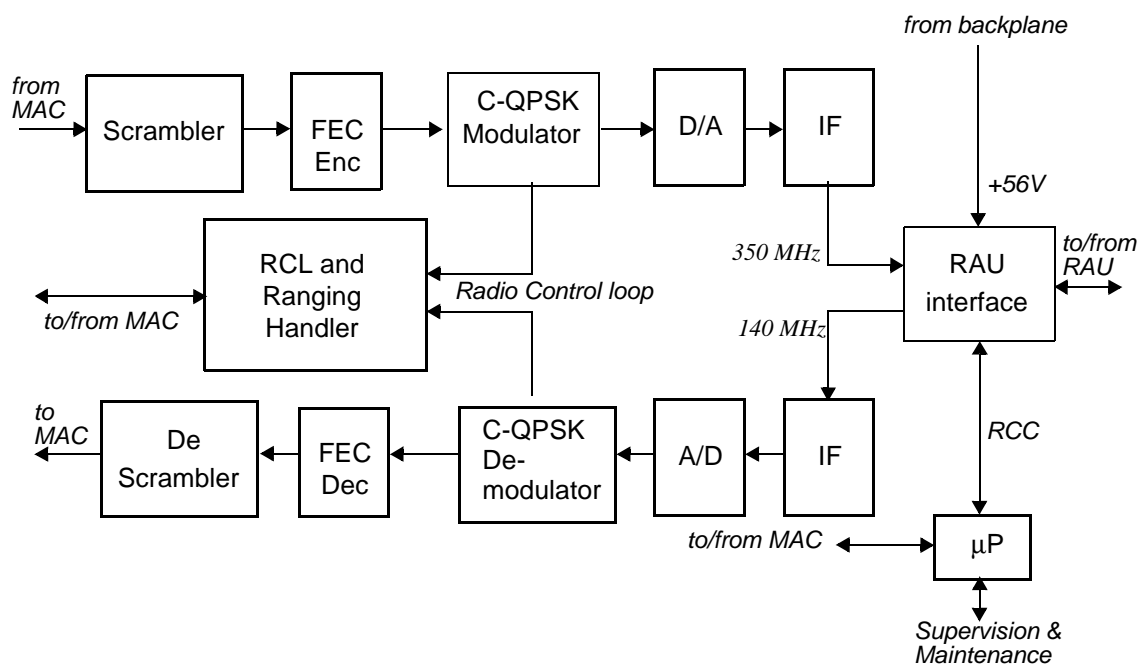 from backplane
from
MAC
Scrambler
FEC
Enc
C-QPSK
Modulator
D/A
IF
+56V
RCL and
Ranging
Handler
to/from MAC
Radio Control loop
350 MHz
140 MHz
RAU
interface
to/from
RAU
to
MAC
De
Scrambler
FEC
Dec
C-QPSK
De-
modulator
A/D
IF
RCC
to/from MAC
μP
Supervision &
Maintenance